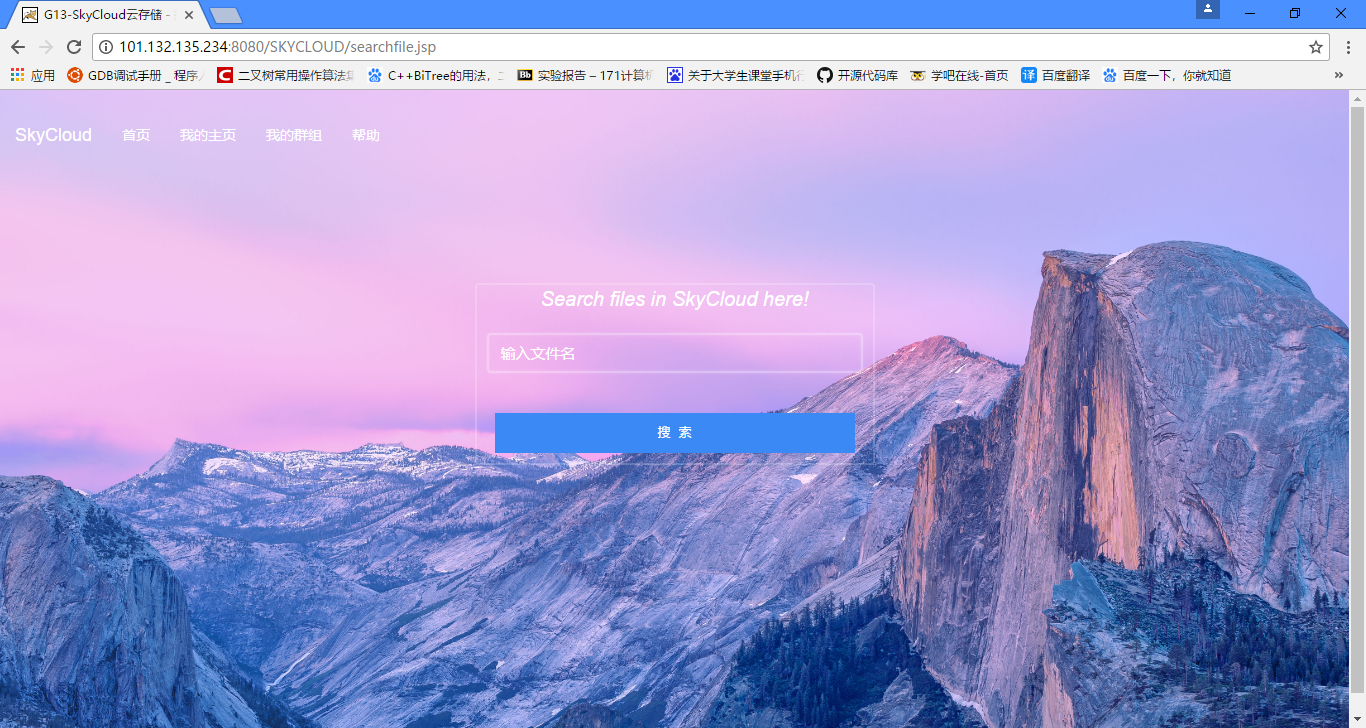 G13-SkyCloud云存储 -
101.132.135.234:8080/SKYCLOUD/searchfile.jsp
应用 GDB调试手册 _ 程序 二叉树常用操作算法集 C++BiTree的用法, 实验报告 – 171计算机 关于大学生课堂手机行 开源代码库 学吧在线-首页 译 百度翻译 百度一下，你就知道 »
SkyCloud 首页 我的主页 我的群组 帮助
Search files in SkyCloud here!
输入文件名
搜 索